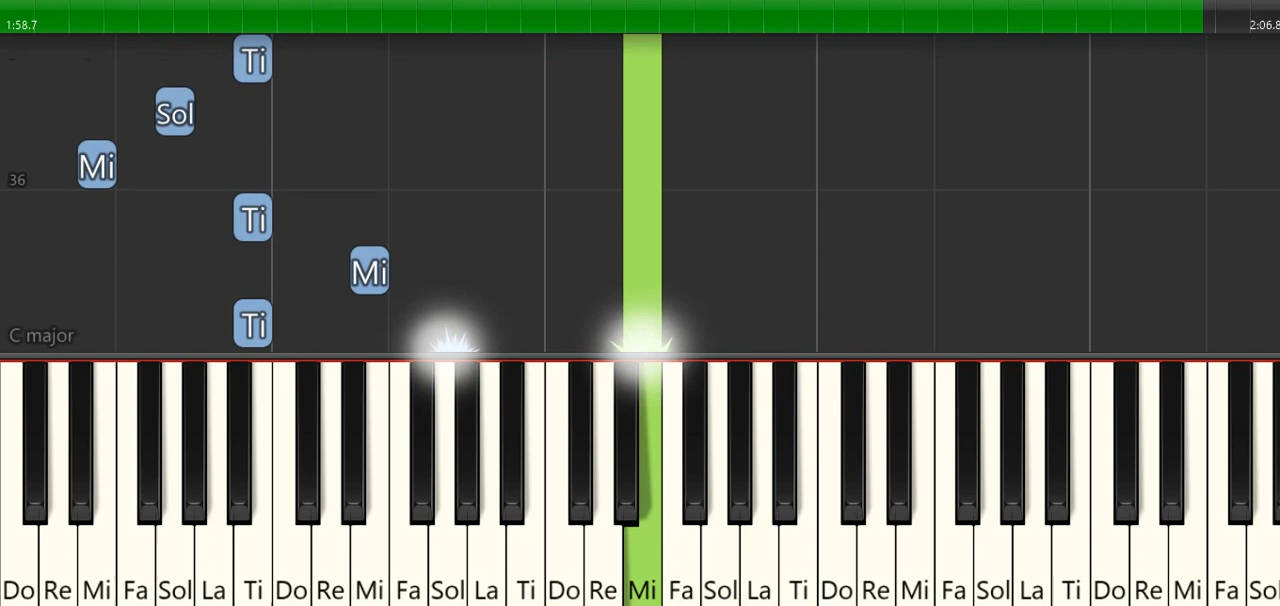 1:58.7 2:06.8
Ti
Sol
Mi
36
Ti
Mi
Ti
C major
Do Re Mi Fa Sol La Ti Do Re Mi Fa Sol La Ti Do Re Mi Fa Sol La Ti Do Re Mi Fa Sol La Ti Do Re Mi Fa So